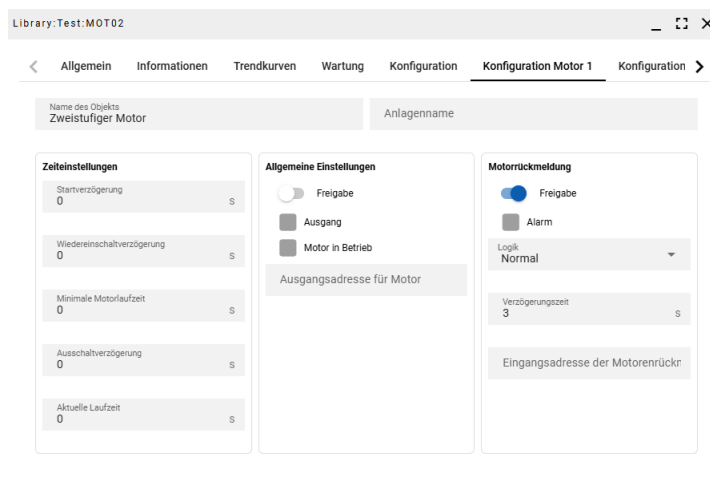 Library:Test:MOT02
Allgemein Informationen Trendkurven Wartung Konfiguration Konfiguration Motor 1 Konfiguration
Name des Objekts
Zweistufiger Motor
Anlagenname
Zeiteinstellungen
Startverzögerung
0 s
Wiedereinschaltverzögerung
0 s
Minimale Motorlaufzeit
0 s
Ausschaltverzögerung
0 s
Aktuelle Laufzeit
0 s
Allgemeine Einstellungen
Freigabe
Ausgang
Motor in Betrieb
Ausgangsadresse für Motor
Motorrückmeldung
Freigabe
Alarm
Logik
Normal
Verzögerungszeit
3 s
Eingangsadresse der